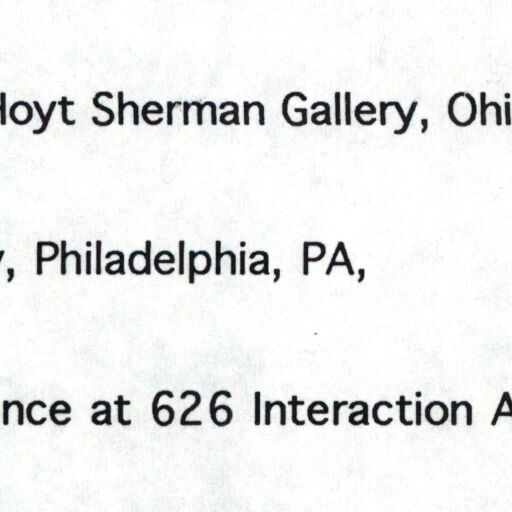 Hoyt Sherman Gallery, Ohi
, Philadelphia, PA,
nce at 626 Interaction A